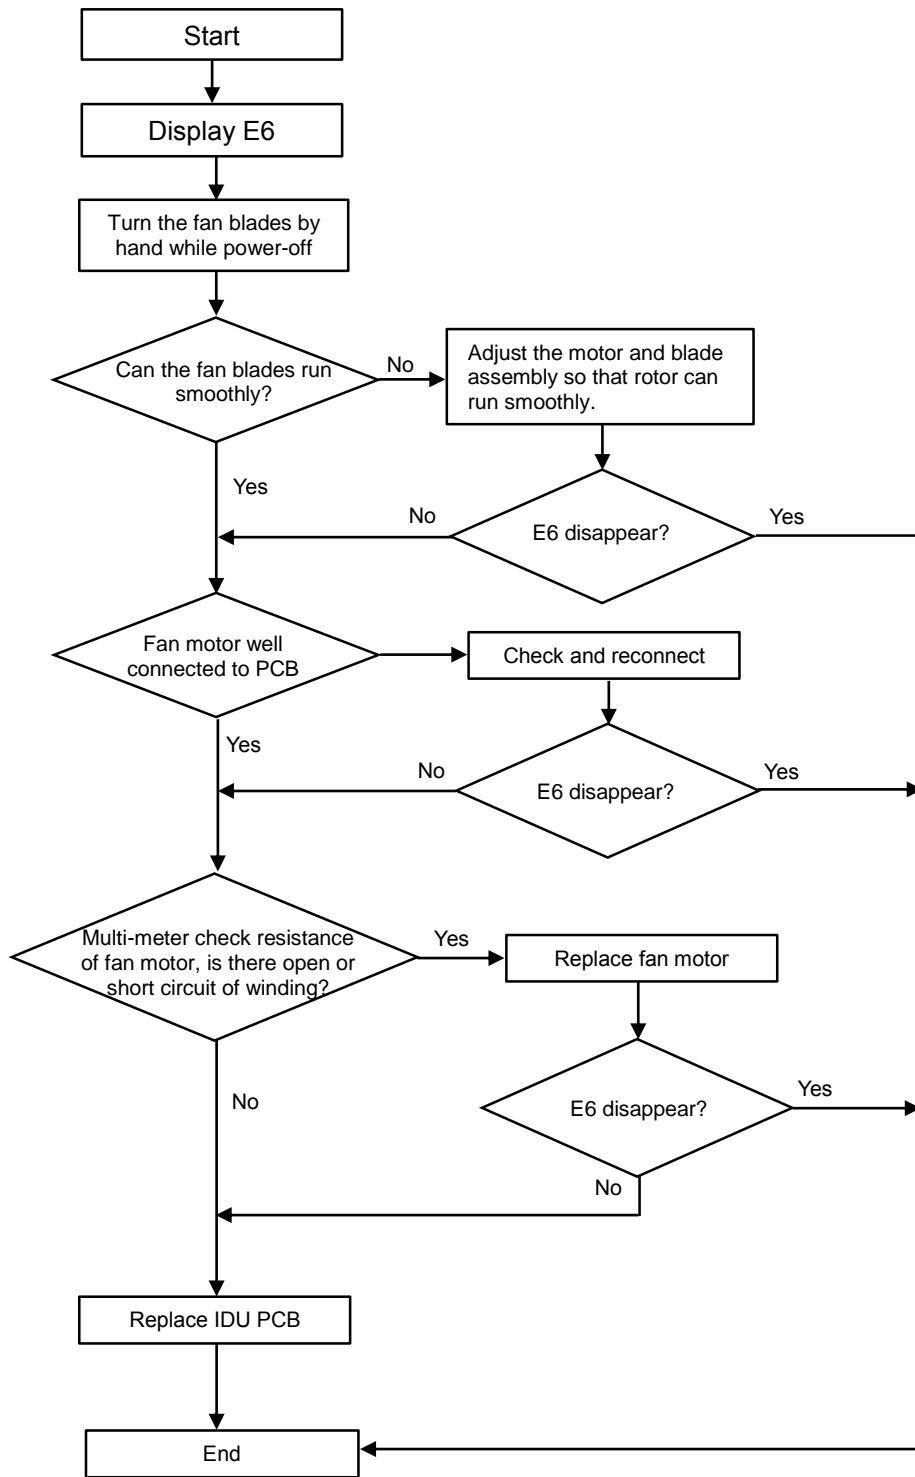 Start
Display E6
Turn the fan blades by
hand while power-off
Can the fan blades run
smoothly?
No
Adjust the motor and blade
assembly so that rotor can
run smoothly.
Yes
No
E6 disappear?
Yes
Fan motor well
connected to PCB
Check and reconnect
Yes
No
E6 disappear?
Yes
Multi-meter check resistance
of fan motor, is there open or
short circuit of winding?
Yes
Replace fan motor
No
E6 disappear?
Yes
No
Replace IDU PCB
End